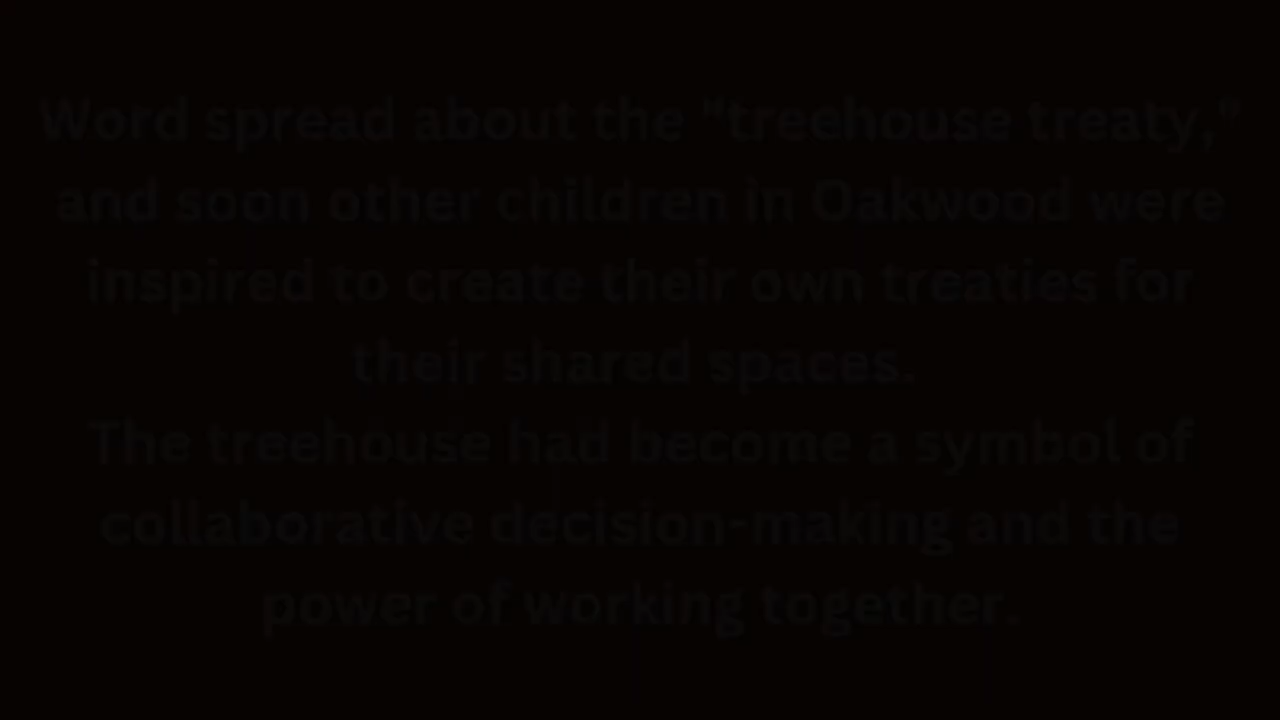 Word spread about the "treehouse treaty,"
and soon other children in Oakwood were
inspired to create their own treaties for
their shared spaces.
The treehouse had become a symbol of
collaborative decision-making and the
power of working together.